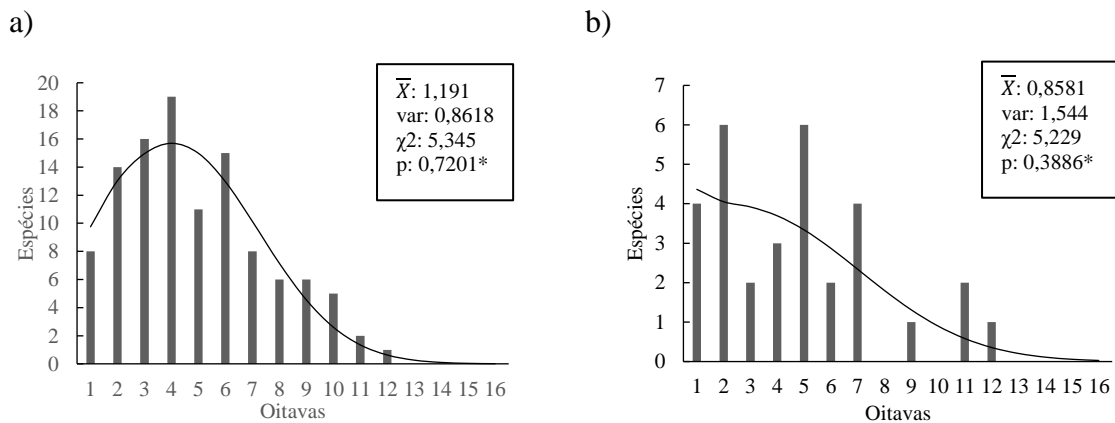 a)
20
18
16
14
12
10
8
6
4
2
0
Espécies
1 2 3 4 5 6 7 8 9 10 11 12 13 14 15 16
Oitavas
X̅: 1,191
var: 0,8618
χ2: 5,345
p: 0,7201*
b)
7
6
5
4
3
2
1
0
Espécies
1 2 3 4 5 6 7 8 9 10 11 12 13 14 15 16
Oitavas
X̅: 0,8581
var: 1,544
χ2: 5,229
p: 0,3886*